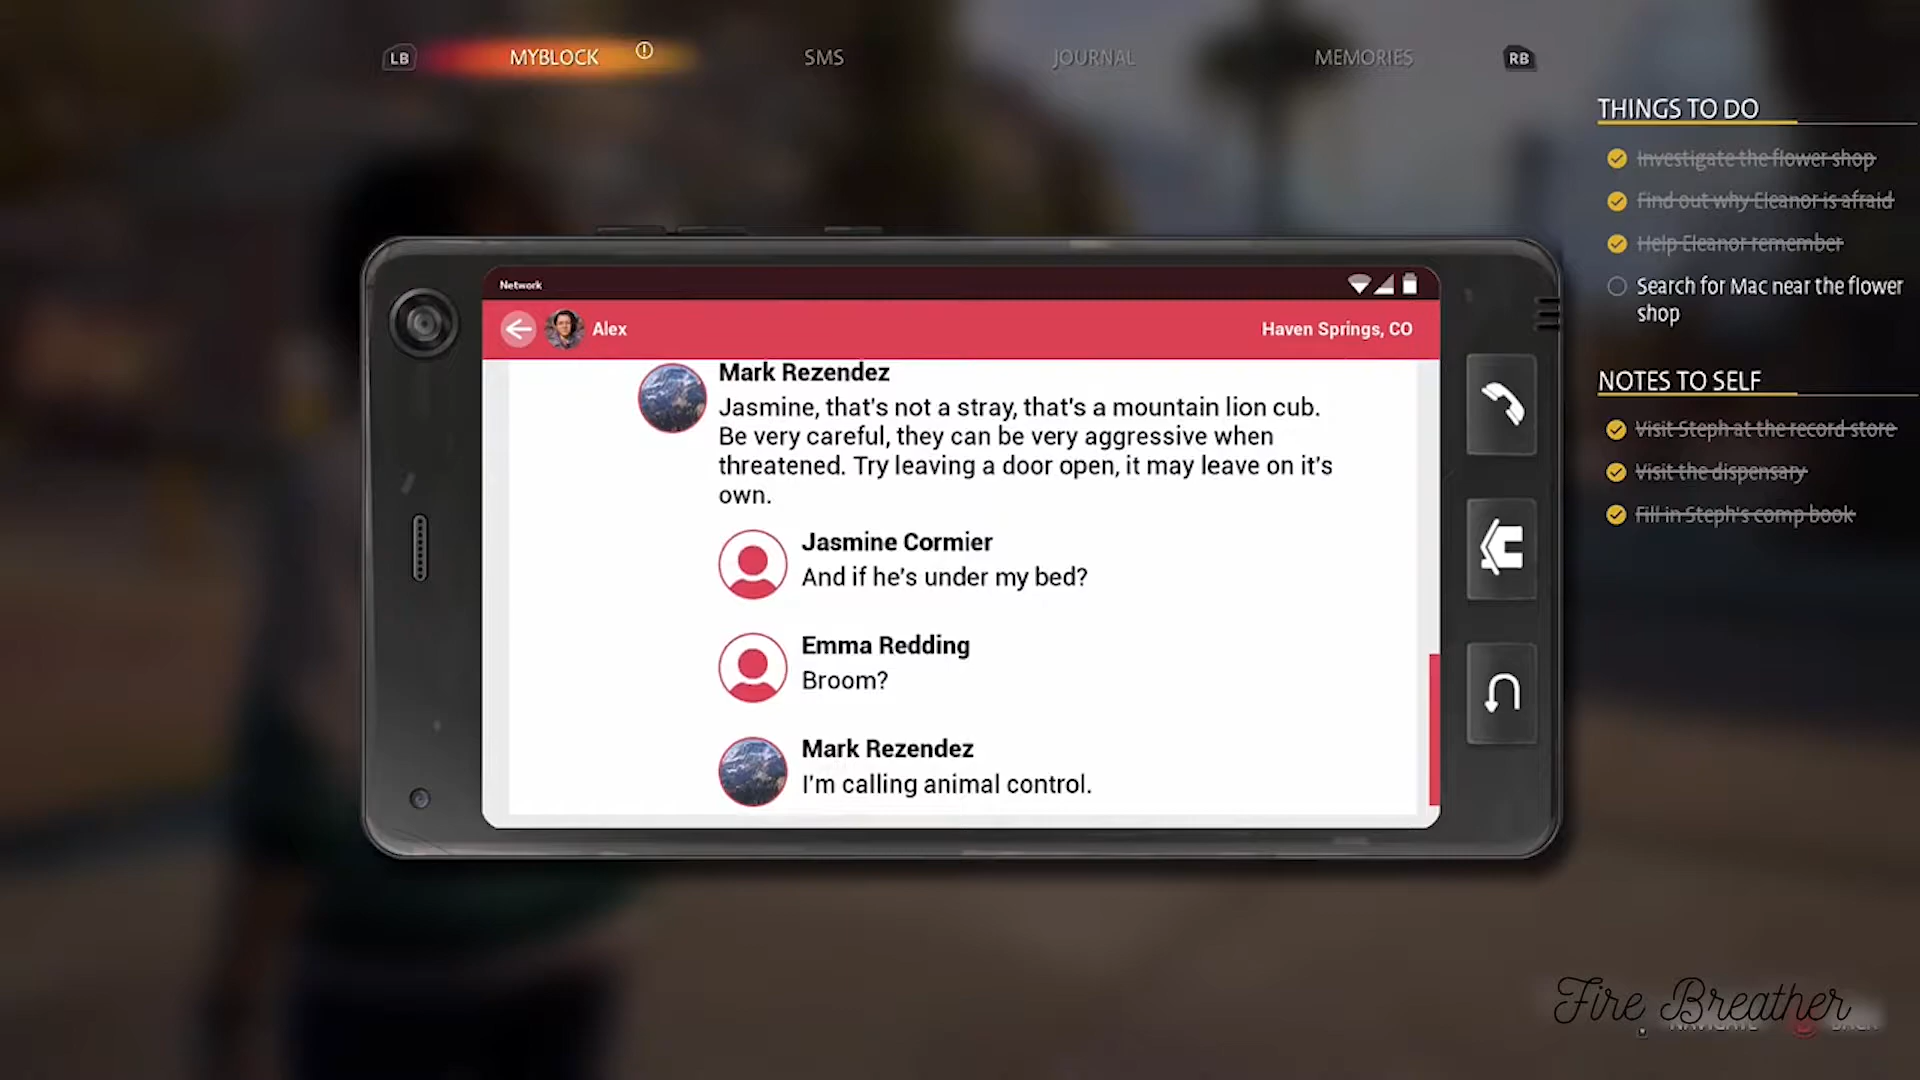 LB
MYBLOCK
SMS
JOURNAL
MEMORIES
RB
THINGS TO DO
Investigate the flower shop
Find out why Eleanor is afraid
Help Eleanor remember
Search for Mac near the flower
shop
NOTES TO SELF
Visit Steph at the record store
Visit the dispensary
Fill in Steph's comp book
Network
Alex
Haven Springs, CO
Mark Rezendez
Jasmine, that's not a stray, that's a mountain lion cub.
Be very careful, they can be very aggressive when
threatened. Try leaving a door open, it may leave on it's
own.
Jasmine Cormier
And if he's under my bed?
Emma Redding
Broom?
Mark Rezendez
I'm calling animal control.
Fire Breather
NAVIGATE
BACK